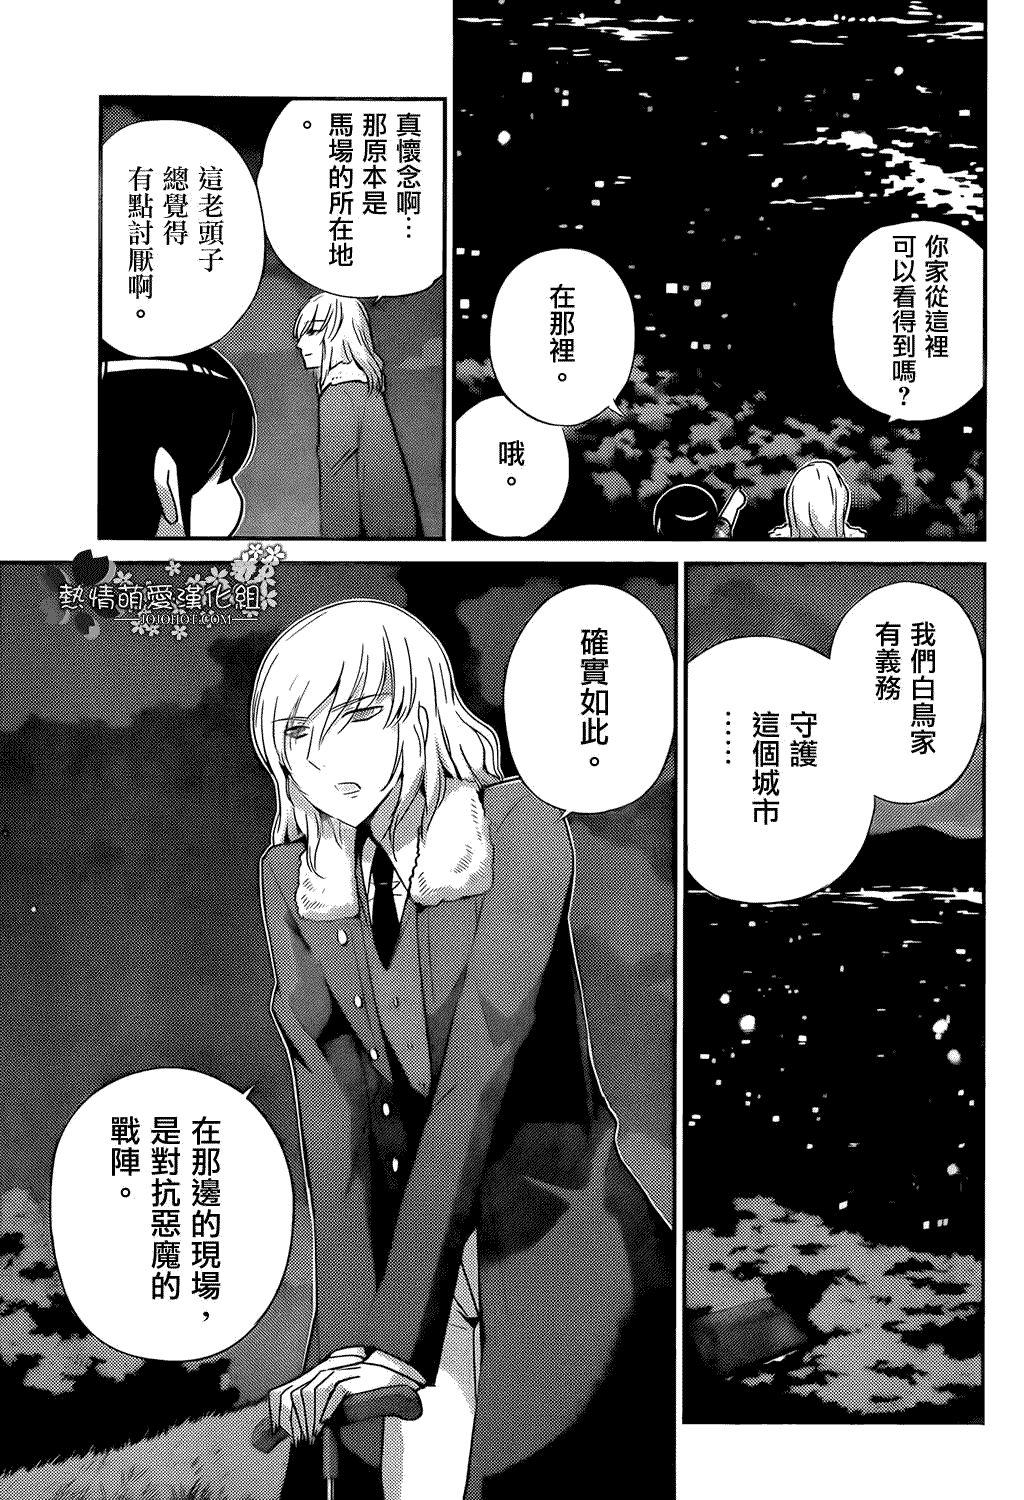 你家從這裡
可以看得到嗎？
在那裡。
哦。
真懷念啊…
那原本是
馬場的所在地
。
這老頭子
總覺得
有點討厭啊。
我們白鳥家
有義務
守護
這個城市
……
確實如此。
在那邊的現場，
是對抗惡魔的
戰陣。
熱情萌愛漢化組
JOJOHOT.COM